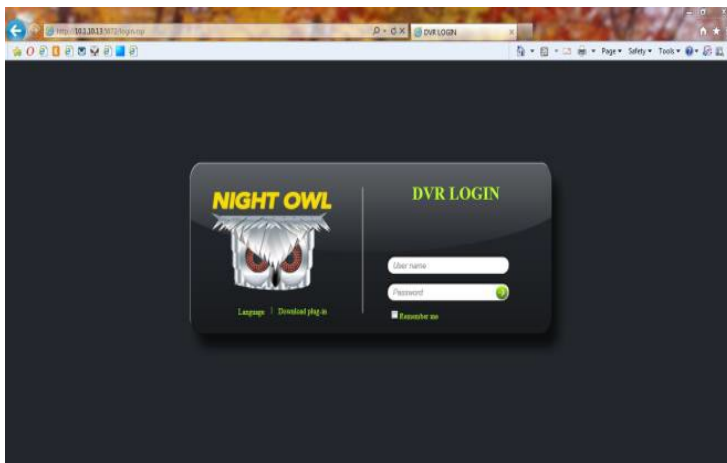 DVR LOGIN
Page Safety Tools
NIGHT OWL
DVR LOGIN
User name
Password
Language | Download plug-in
Remember me